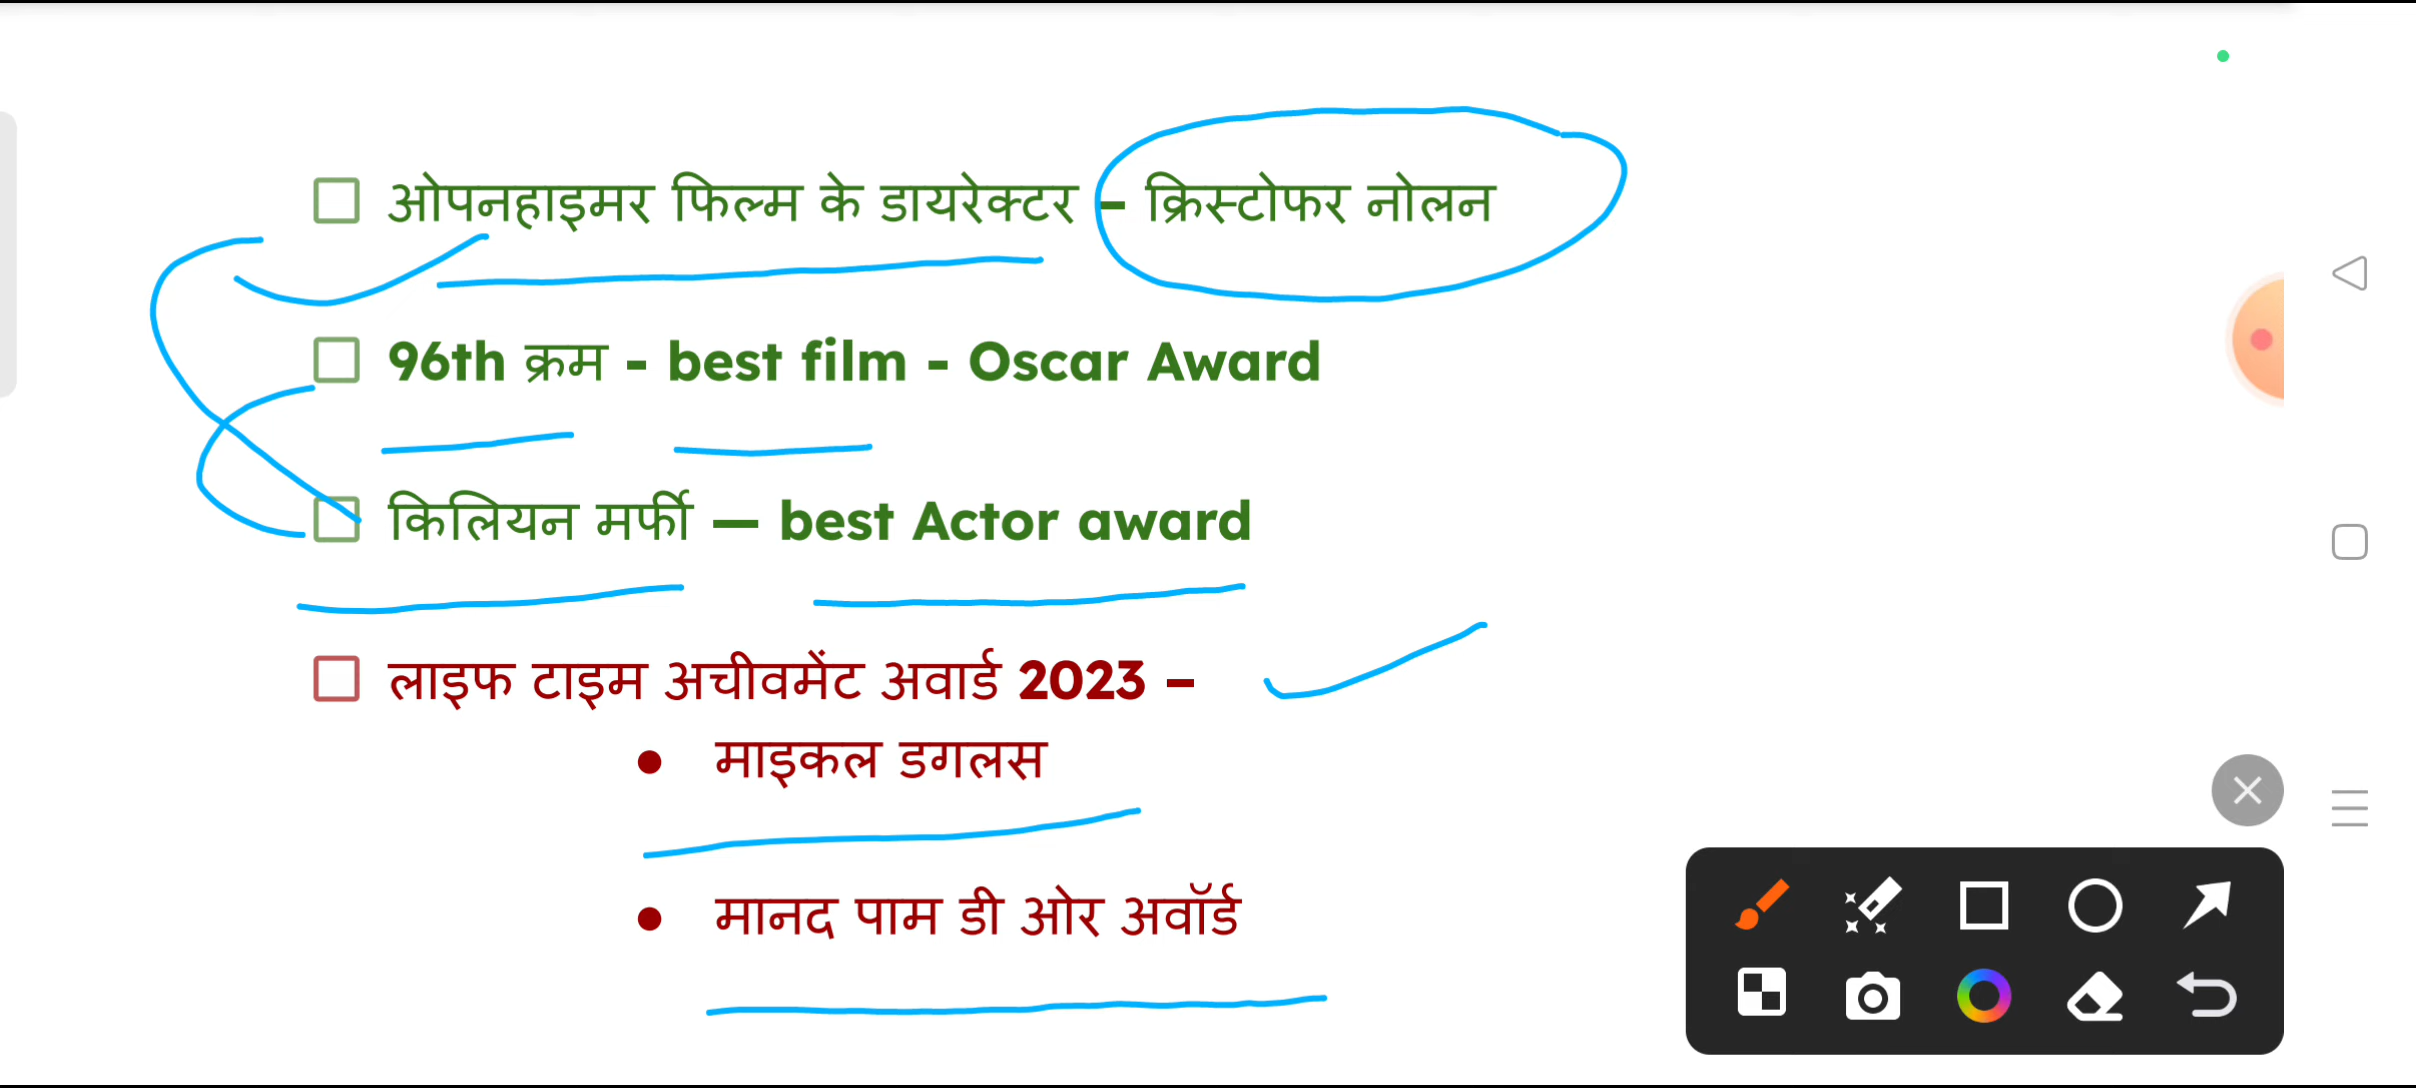 ओपनहाइमर फिल्म के डायरेक्टर – क्रिस्टोफर नोलन
96th क्रम - best film - Oscar Award
किलियन मर्फी — best Actor award
लाइफ टाइम अचीवमेंट अवार्ड 2023 –
● माइकल डगलस
● मानद पाम डी ओर अवॉर्ड